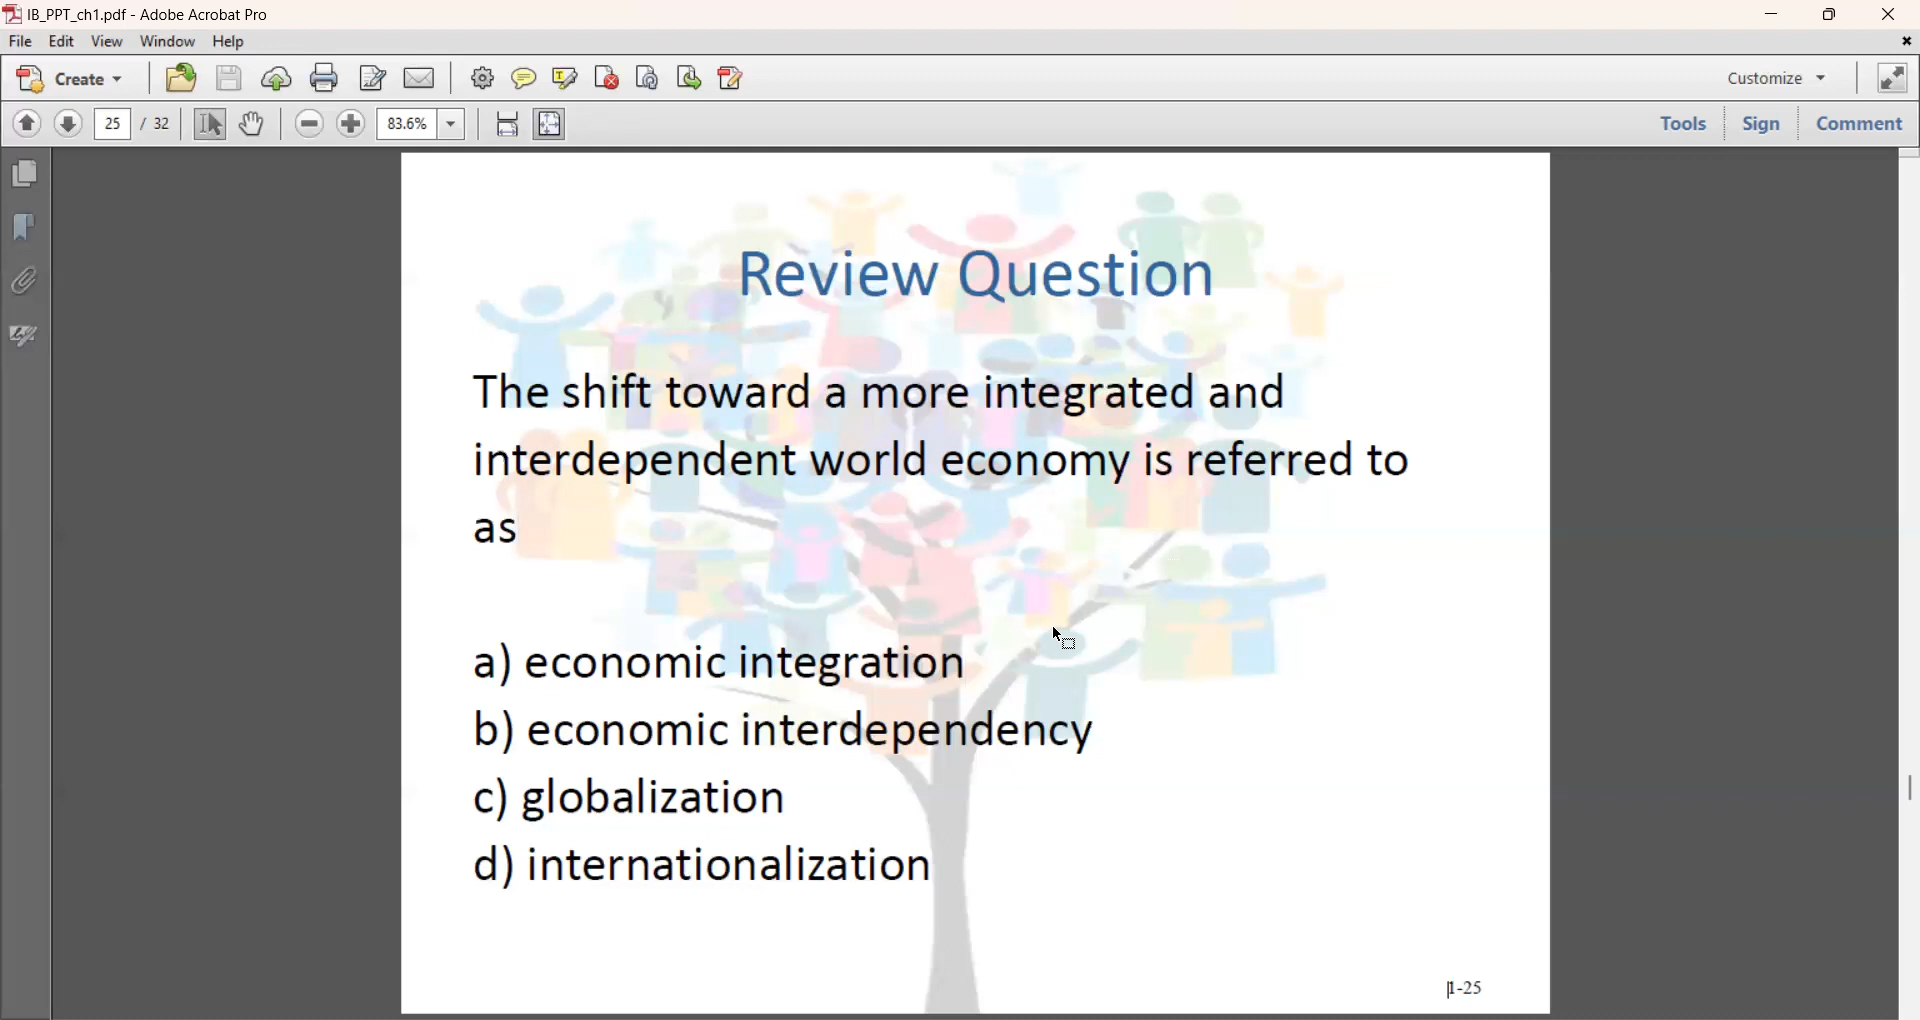 IB_PPT_ch1.pdf - Adobe Acrobat Pro
File Edit View Window Help
Create Customize
25 / 32 83.6% Tools Sign Comment
Review Question
The shift toward a more integrated and
interdependent world economy is referred to
as
a) economic integration
b) economic interdependency
c) globalization
d) internationalization
1-25